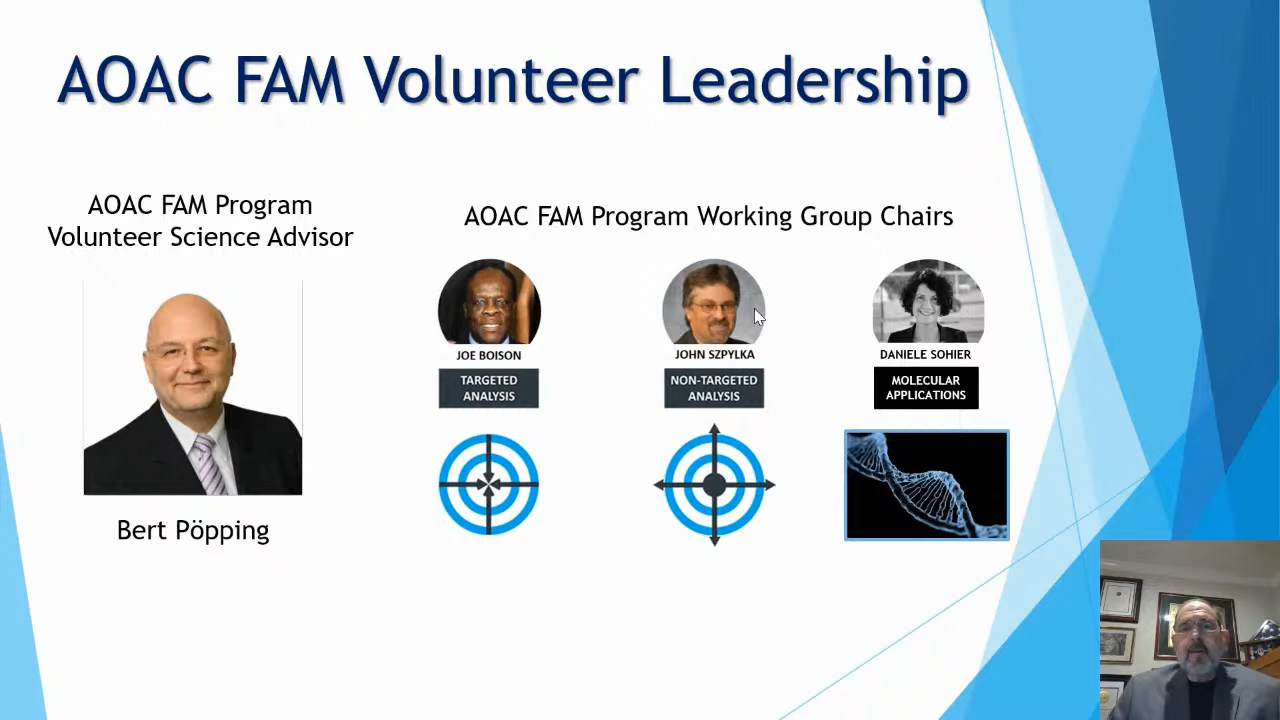 AOAC FAM Volunteer Leadership
AOAC FAM Program
Volunteer Science Advisor
Bert Pöpping
AOAC FAM Program Working Group Chairs
JOE BOISON
TARGETED
ANALYSIS
JOHN SZPYLKA
NON-TARGETED
ANALYSIS
DANIELE SOHIER
MOLECULAR
APPLICATIONS